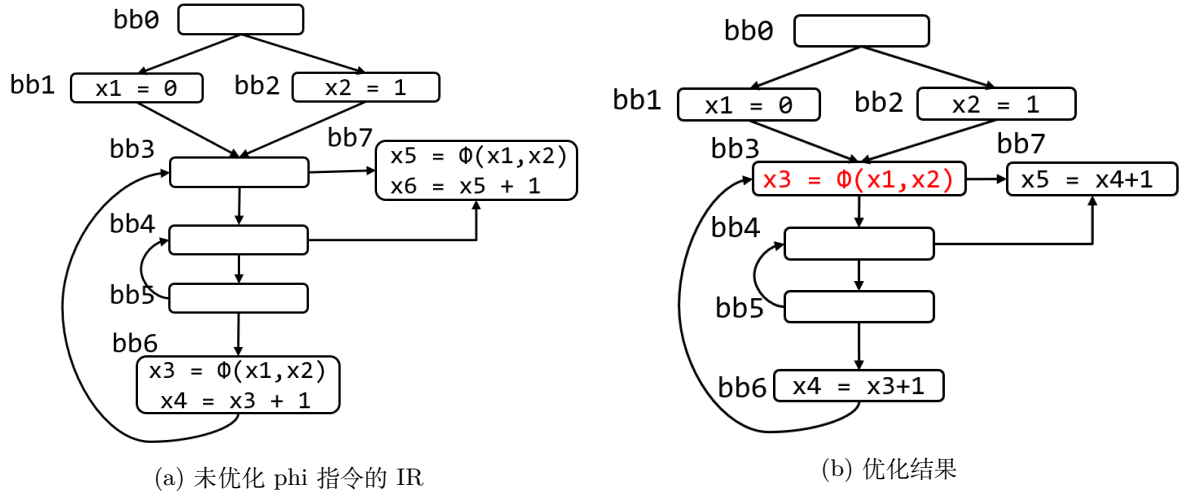 bb0
bb1
x1 = 0
bb2
x2 = 1
bb3
bb7
x5 = Φ(x1,x2)
x6 = x5 + 1
bb4
bb5
bb6
x3 = Φ(x1,x2)
x4 = x3 + 1
(a) 未优化 phi 指令的 IR
bb0
bb1
x1 = 0
bb2
x2 = 1
bb3
x3 = Φ(x1,x2)
bb7
x5 = x4+1
bb4
bb5
bb6
x4 = x3+1
(b) 优化结果